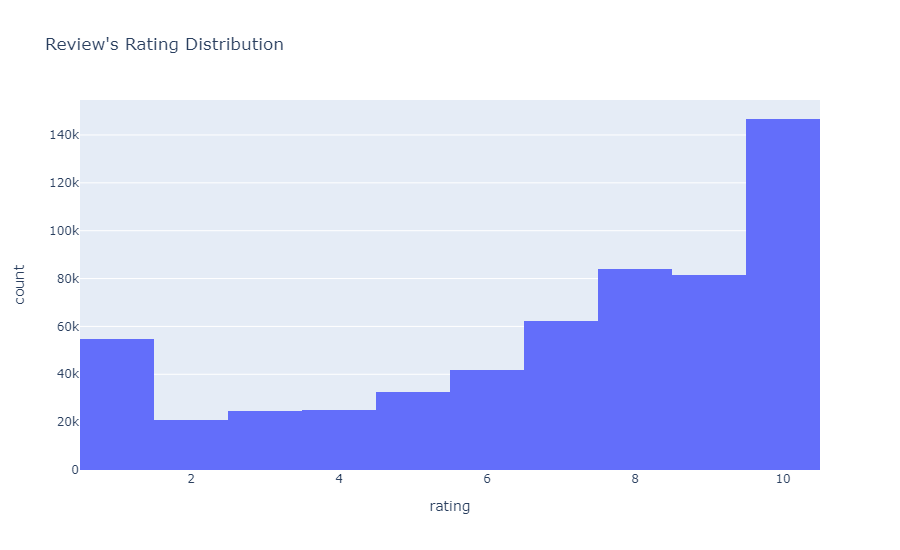 Review's Rating Distribution
140k
120k
100k
80k
60k
40k
20k
0
count
2 4 6 8 10
rating